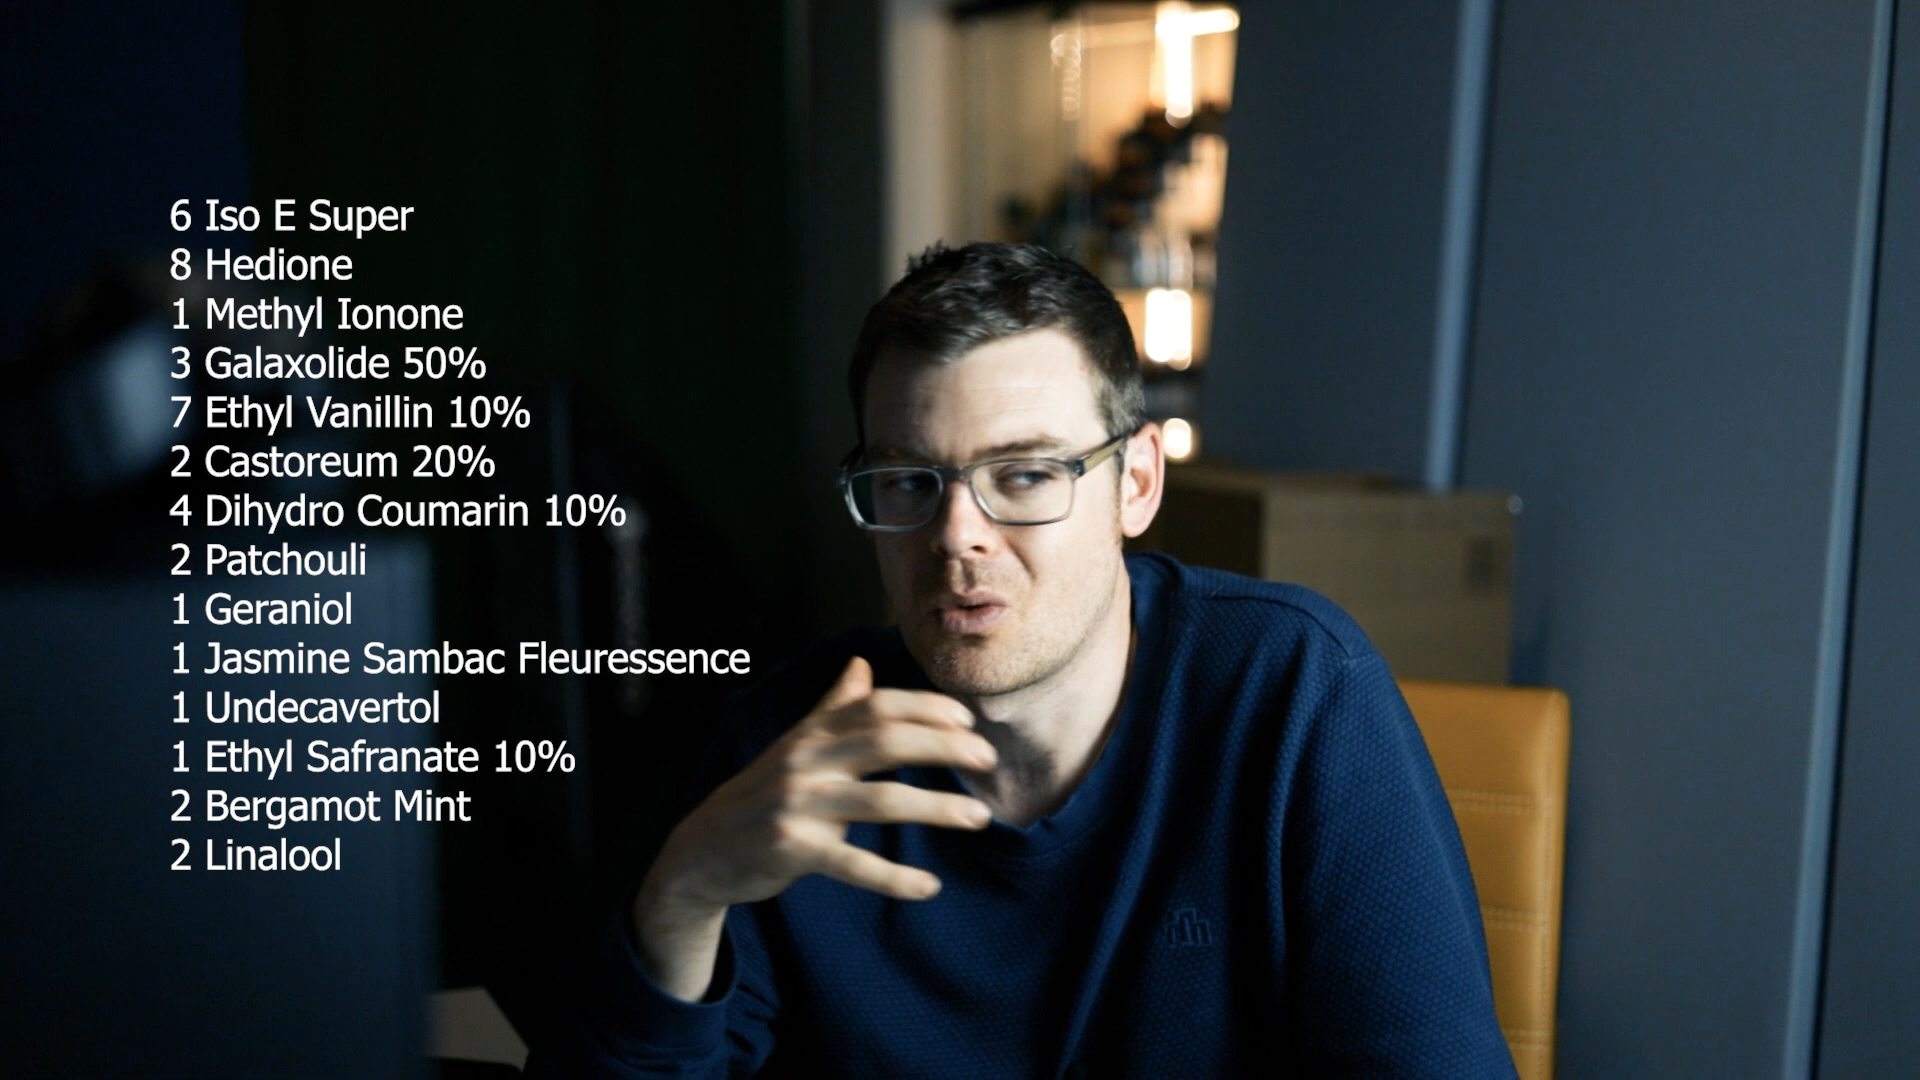 6 Iso E Super
8 Hedione
1 Methyl Ionone
3 Galaxolide 50%
7 Ethyl Vanillin 10%
2 Castoreum 20%
4 Dihydro Coumarin 10%
2 Patchouli
1 Geraniol
1 Jasmine Sambac Fleuressence
1 Undecavertol
1 Ethyl Safranate 10%
2 Bergamot Mint
2 Linalool